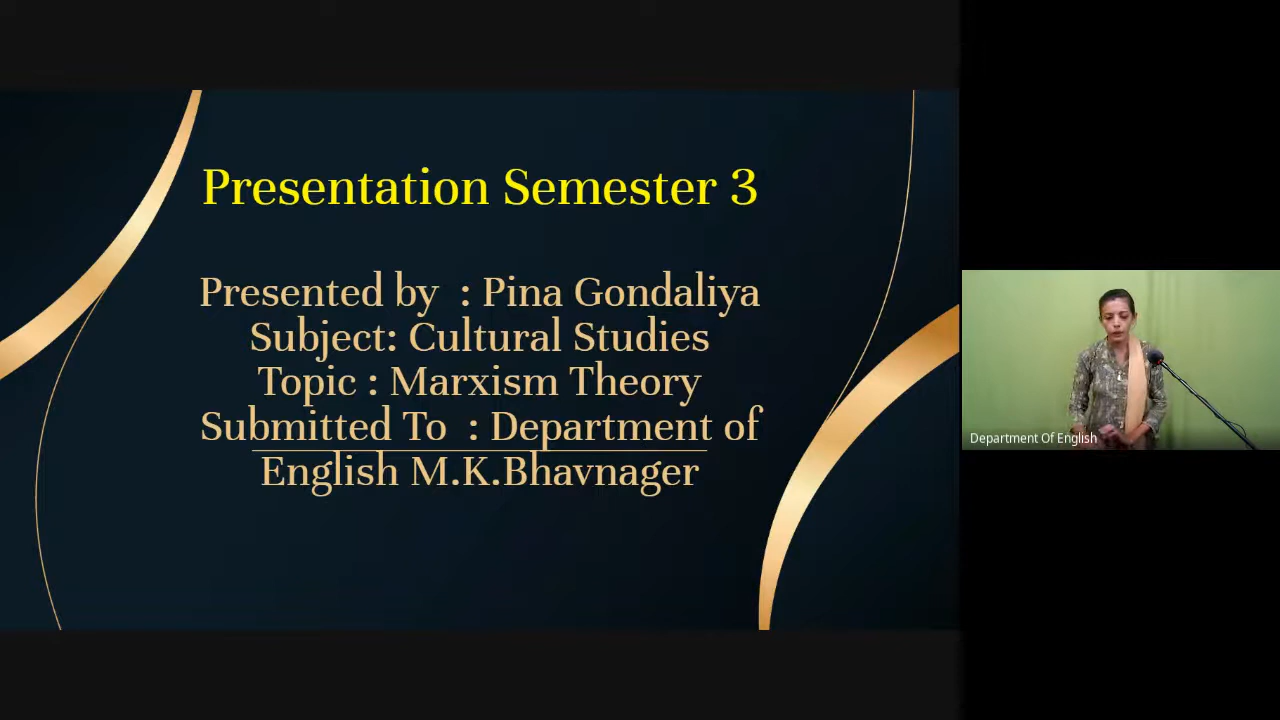 Presentation Semester 3
Presented by : Pina Gondaliya
Subject: Cultural Studies
Topic : Marxism Theory
Submitted To : Department of
English M.K.Bhavnager
Department Of English